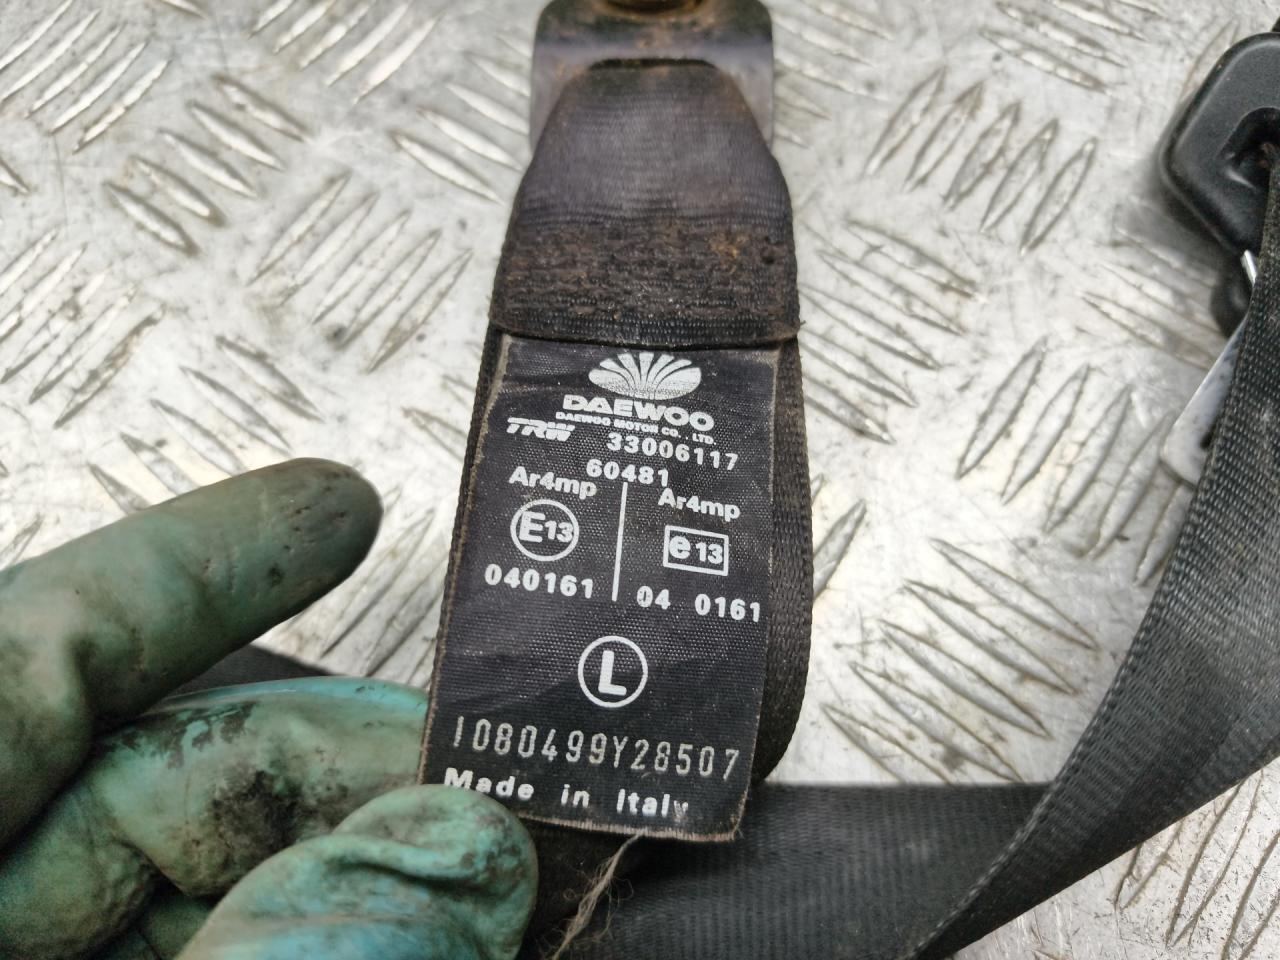 DAEWOO
DAEWOO MOTOR CO., LTD.
TRW 33006117
60481
Ar4mp Ar4mp
E13 e13
040161 04 0161
L
1080499Y28507
Made in Italy